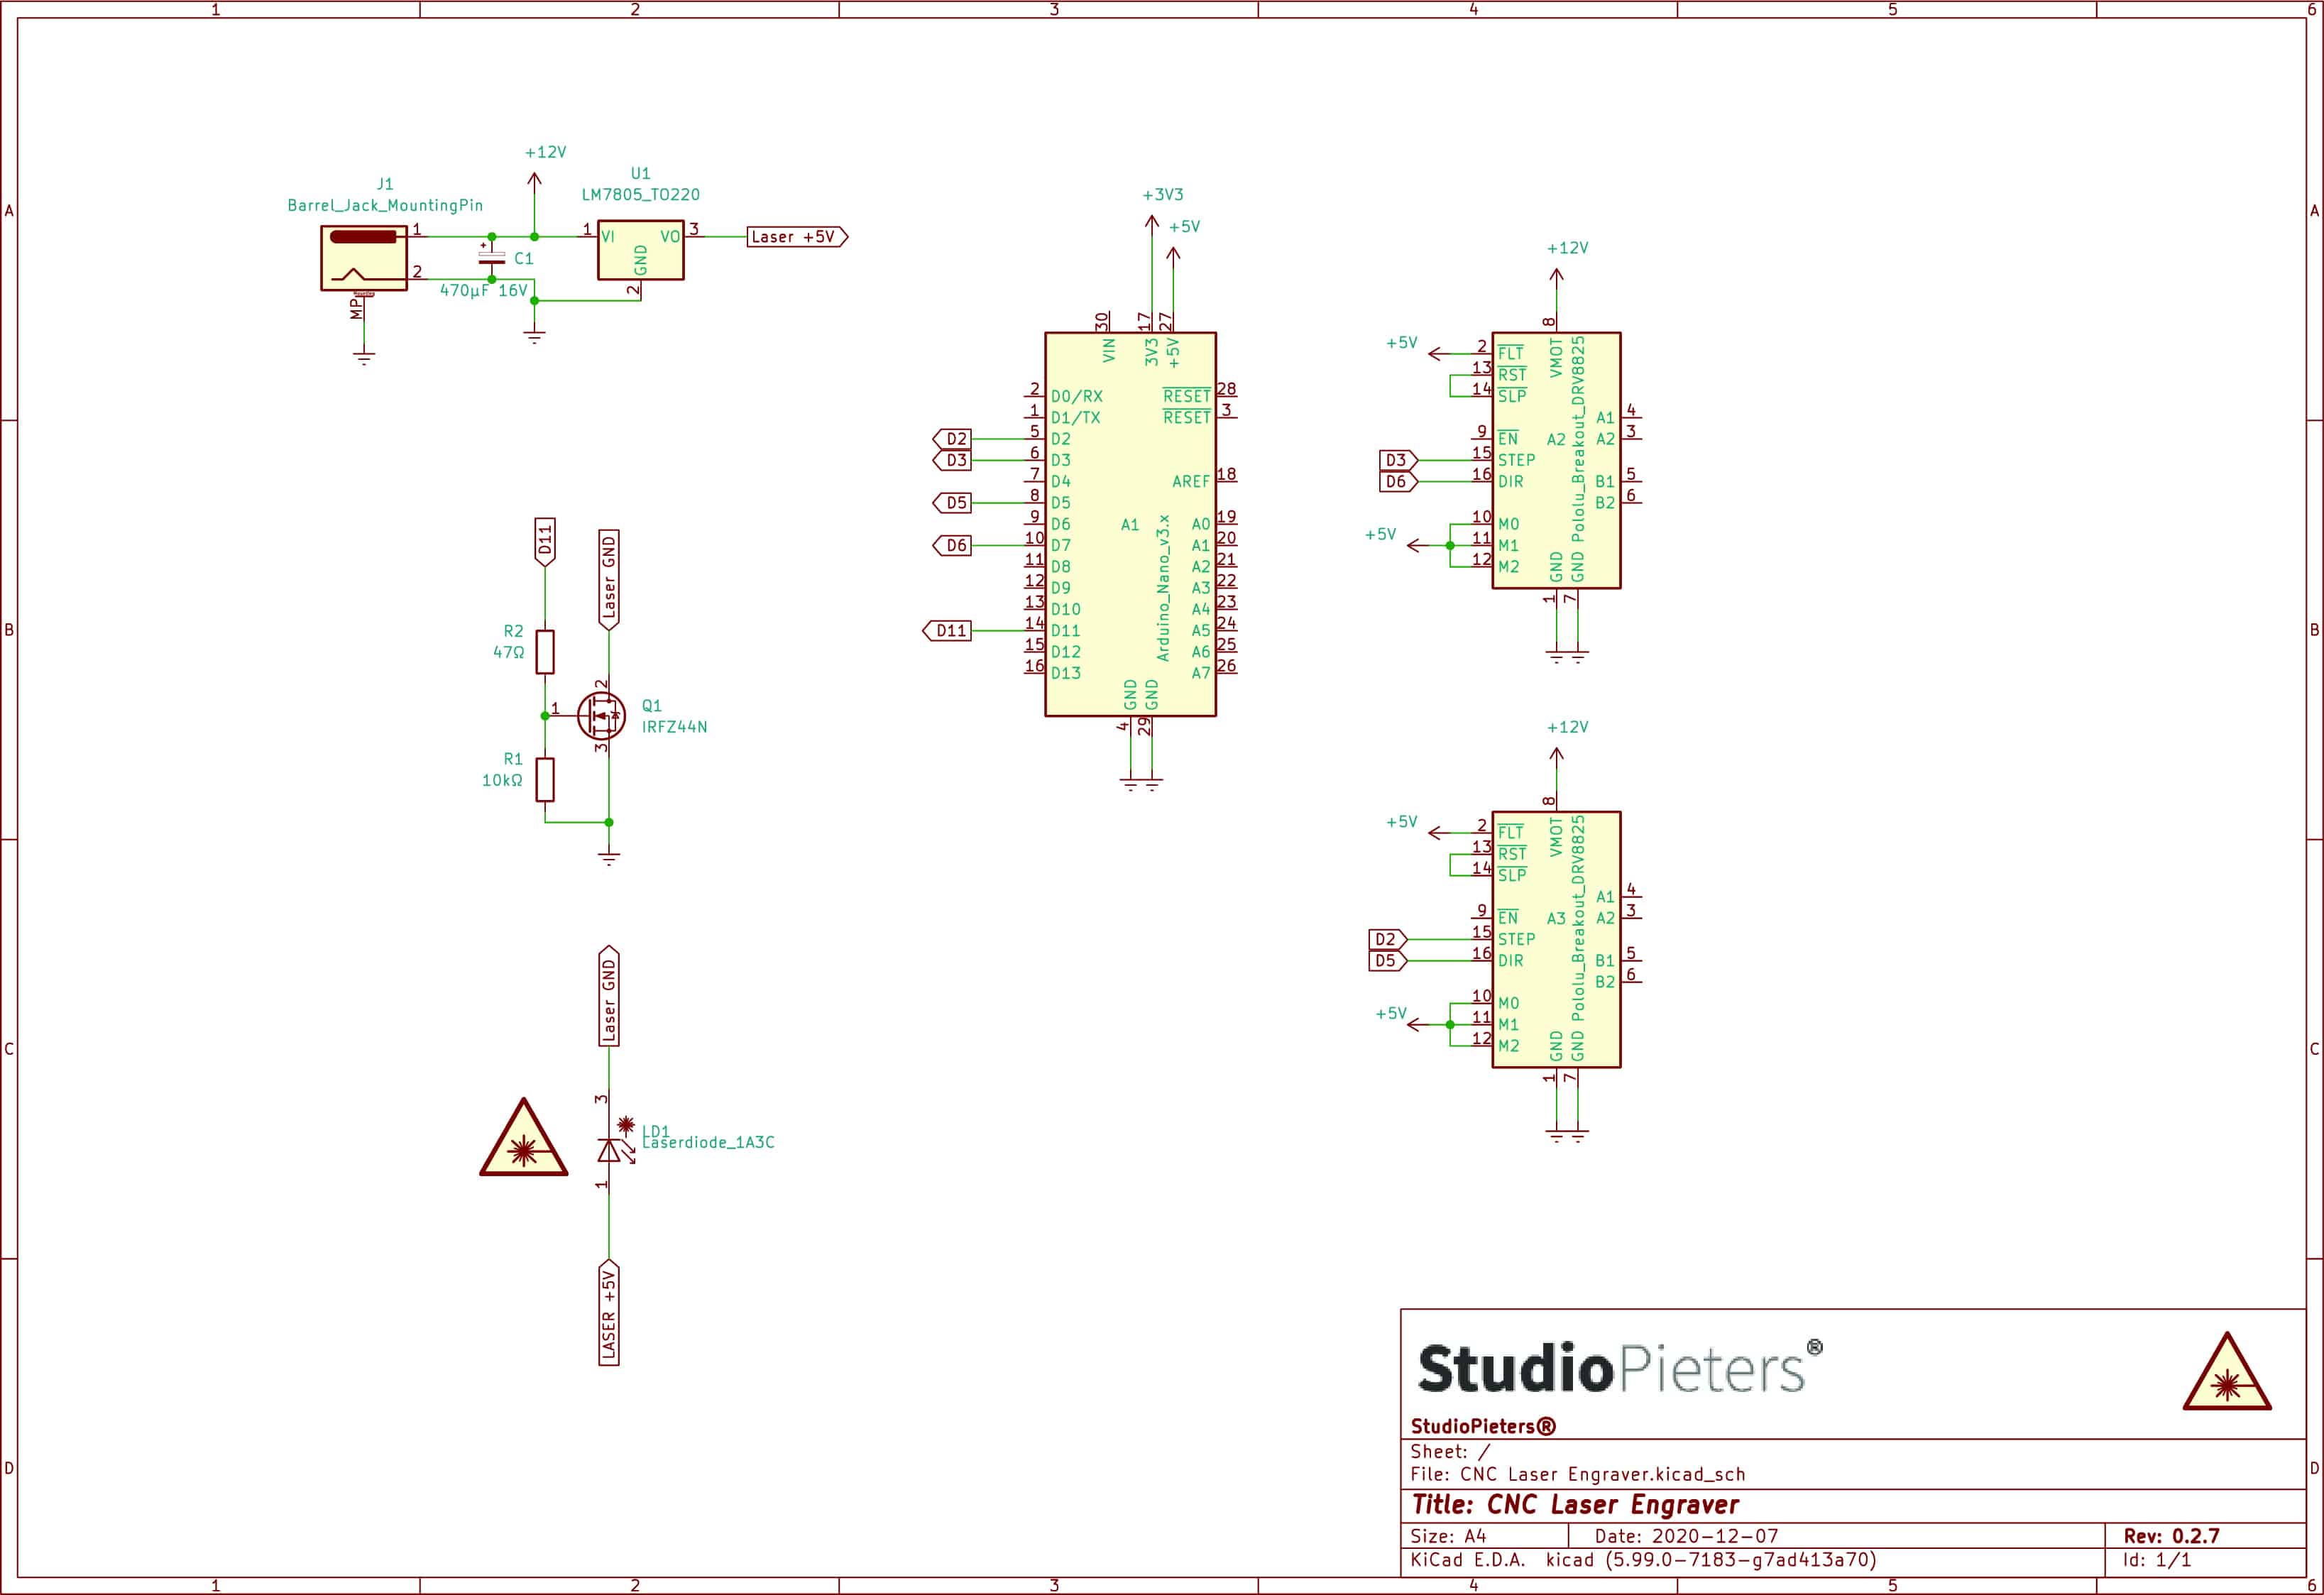 1 2 3 4 5 6
A
B
C
D
A
B
C
D
+12V
J1
Barrel_Jack_MountingPin
1
2
MP
C1
470µF 16V
U1
LM7805_TO220
1 VI
VO 3
GND
2
Laser +5V
D11
Laser GND
R2
47Ω
1
2
3
Q1
IRFZ44N
R1
10kΩ
Laser GND
3
LD1
Laserdiode_1A3C
1
LASER +5V
+3V3
+5V
30
17
27
VIN
3V3
+5V
2 D0/RX
1 D1/TX
D2 5 D2
D3 6 D3
7 D4
D5 8 D5
9 D6
D6 10 D7
11 D8
12 D9
13 D10
D11 14 D11
15 D12
16 D13
A1
Arduino_Nano_v3.x
RESET 28
RESET 3
AREF 18
A0 19
A1 20
A2 21
A3 22
A4 23
A5 24
A6 25
A7 26
GND
GND
4
29
+12V
8
VMOT
+5V
2 FLT
13 RST
14 SLP
9 EN
D3 15 STEP
D6 16 DIR
+5V
10 M0
11 M1
12 M2
A2
Pololu_Breakout_DRV8825
A1 4
A2 3
B1 5
B2 6
GND
GND
1
7
+12V
8
VMOT
+5V
2 FLT
13 RST
14 SLP
9 EN
D2 15 STEP
D5 16 DIR
+5V
10 M0
11 M1
12 M2
A3
Pololu_Breakout_DRV8825
A1 4
A2 3
B1 5
B2 6
GND
GND
1
7
StudioPieters®
StudioPieters®
Sheet: /
File: CNC Laser Engraver.kicad_sch
Title: CNC Laser Engraver
Size: A4 Date: 2020-12-07 Rev: 0.2.7
KiCad E.D.A. kicad (5.99.0-7183-g7ad413a70) Id: 1/1
1 2 3 4 5 6